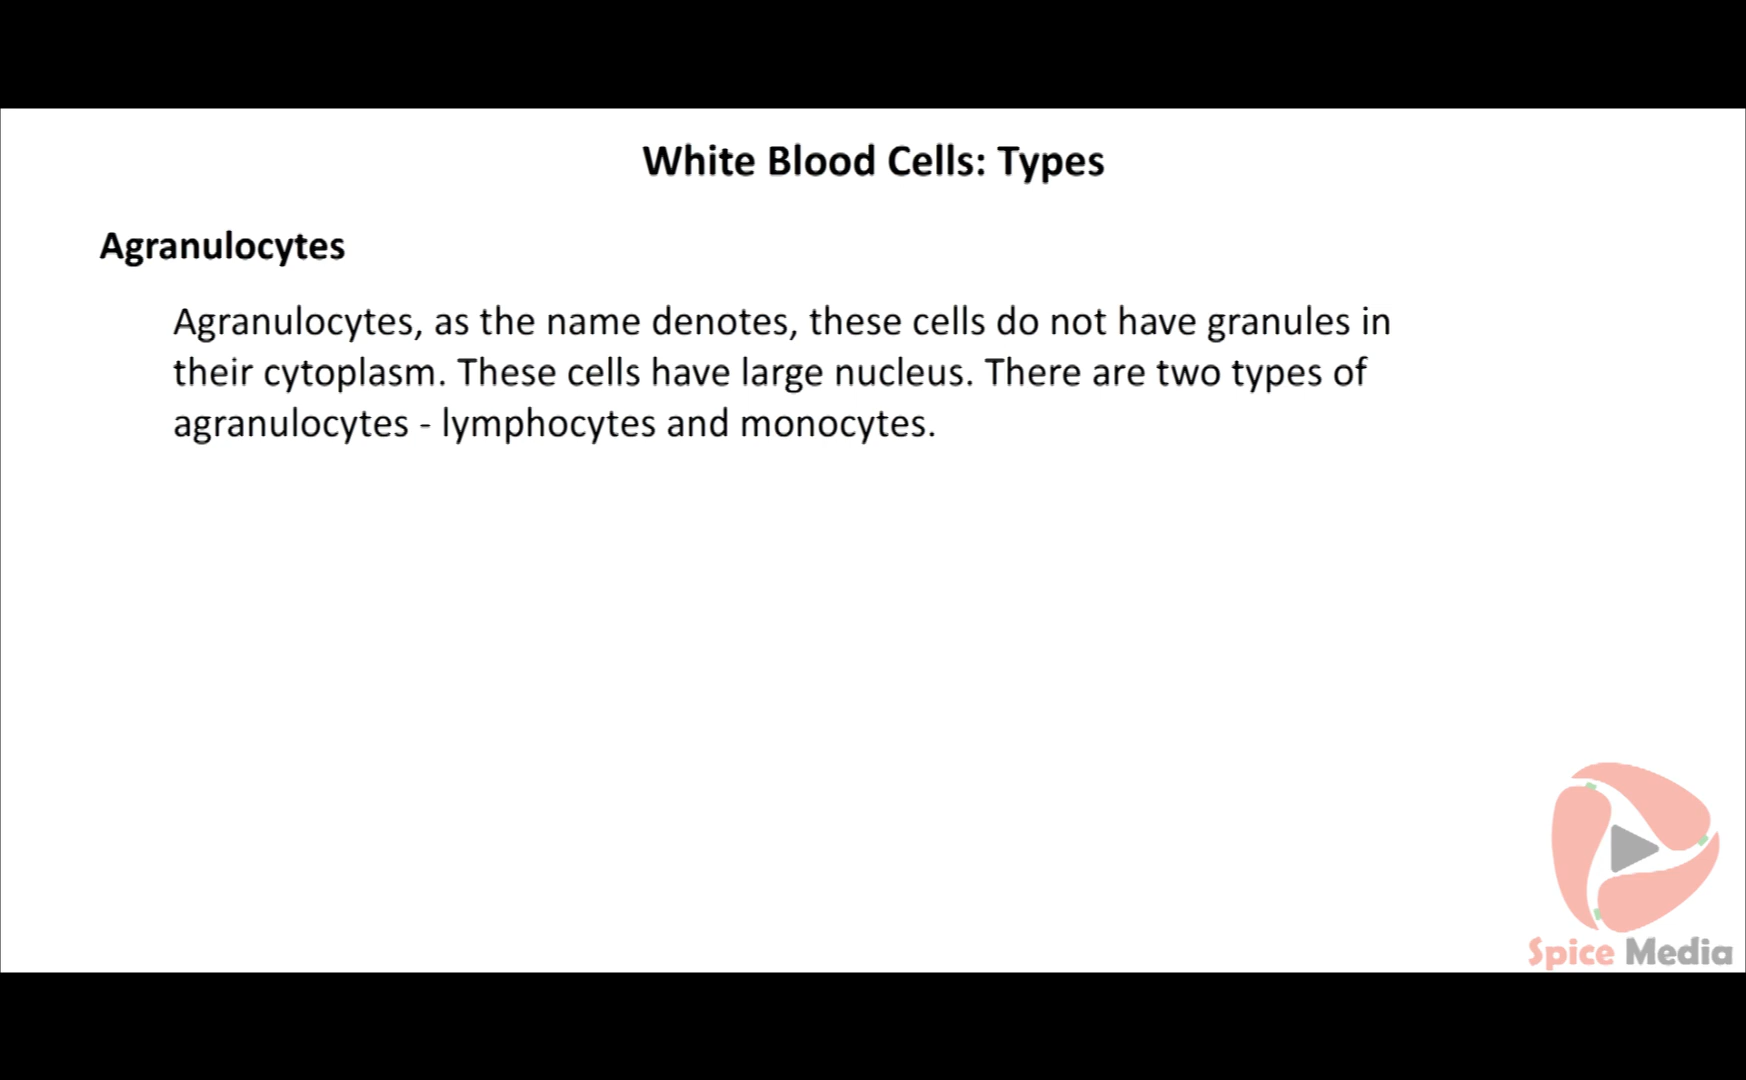 White Blood Cells: Types
Agranulocytes
Agranulocytes, as the name denotes, these cells do not have granules in
their cytoplasm. These cells have large nucleus. There are two types of
agranulocytes - lymphocytes and monocytes.
Spice Media